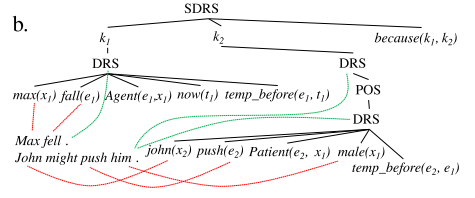 b.
SDRS
k1 k2 because(k1, k2)
DRS DRS
max(x1) fall(e1) Agent(e1,x1) now(t1) temp_before(e1, t1)
POS
DRS
Max fell .
John might push him .
john(x2) push(e2) Patient(e2, x1) male(x1)
temp_before(e2, e1)